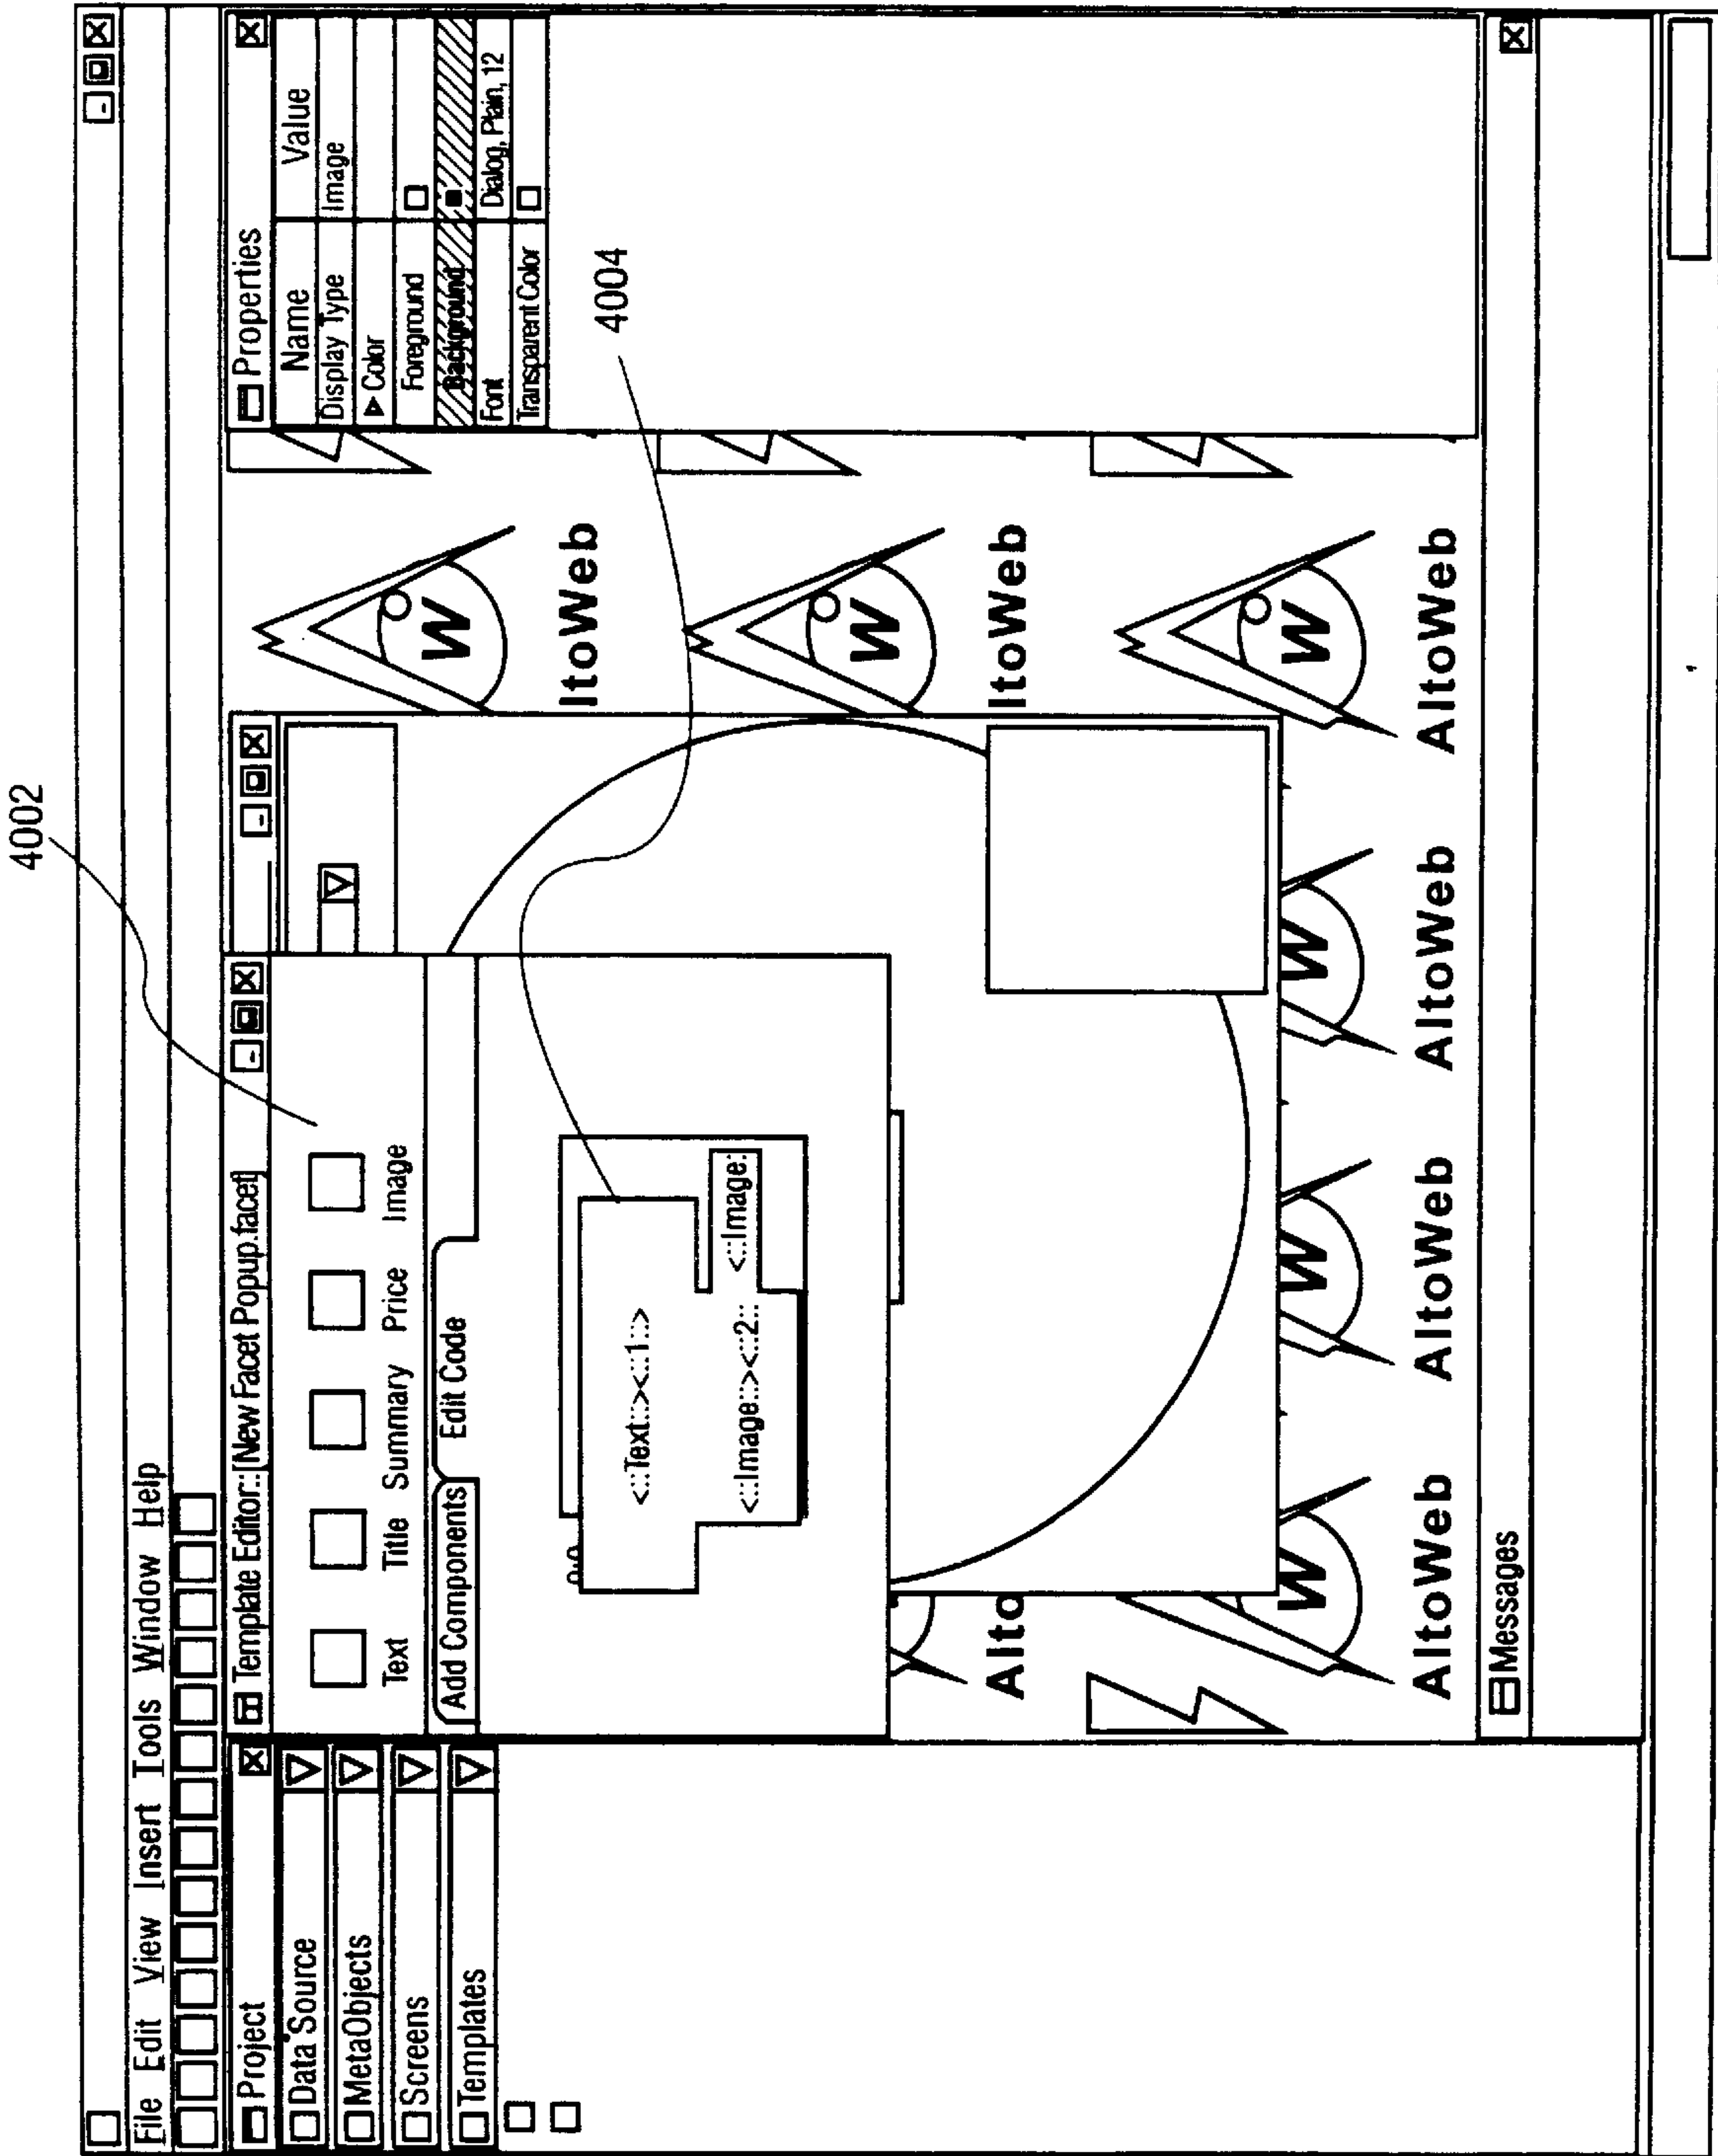 4002
File Edit View Insert Tools Window Help
Project
Data Source
MetaObjects
Screens
Templates
Template Editor::[New Facet Popup.facet]
Text Title Summary Price Image
Add Components Edit Code
<::Text::><::1::>
<::Image::><::2:: <::Image:
4004
Properties
Name Value
Display Type Image
Color
Foreground
Background
Font Dialog, Plain, 12
Transparent Color
W
ltoWeb
W
ltoWeb
Alto
W
AltoWeb
W
AltoWeb
W
AltoWeb
W
AltoWeb
W
AltoWeb
Messages